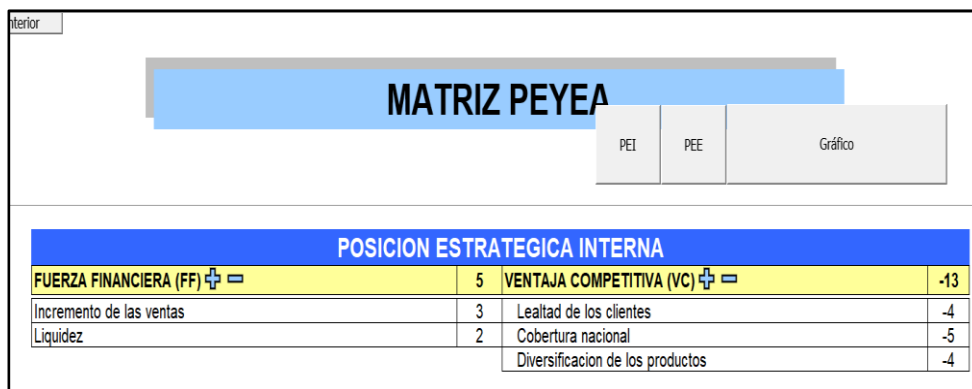 nterior
MATRIZ PEYEA
PEI PEE Gráfico
POSICION ESTRATEGICA INTERNA
FUERZA FINANCIERA (FF) 5 VENTAJA COMPETITIVA (VC) -13
Incremento de las ventas 3 Lealtad de los clientes -4
Liquidez 2 Cobertura nacional -5
Diversificacion de los productos -4